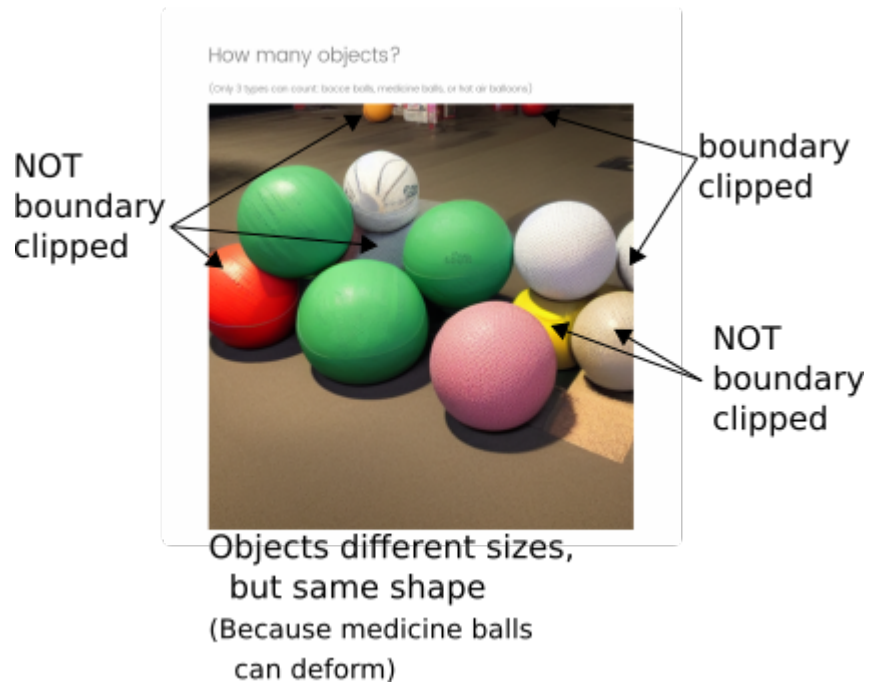 How many objects?
(Only 3 types can count: bocce balls, medicine balls, or hot air balloons)
NOT
boundary
clipped
boundary
clipped
NOT
boundary
clipped
Objects different sizes,
but same shape
(Because medicine balls
can deform)